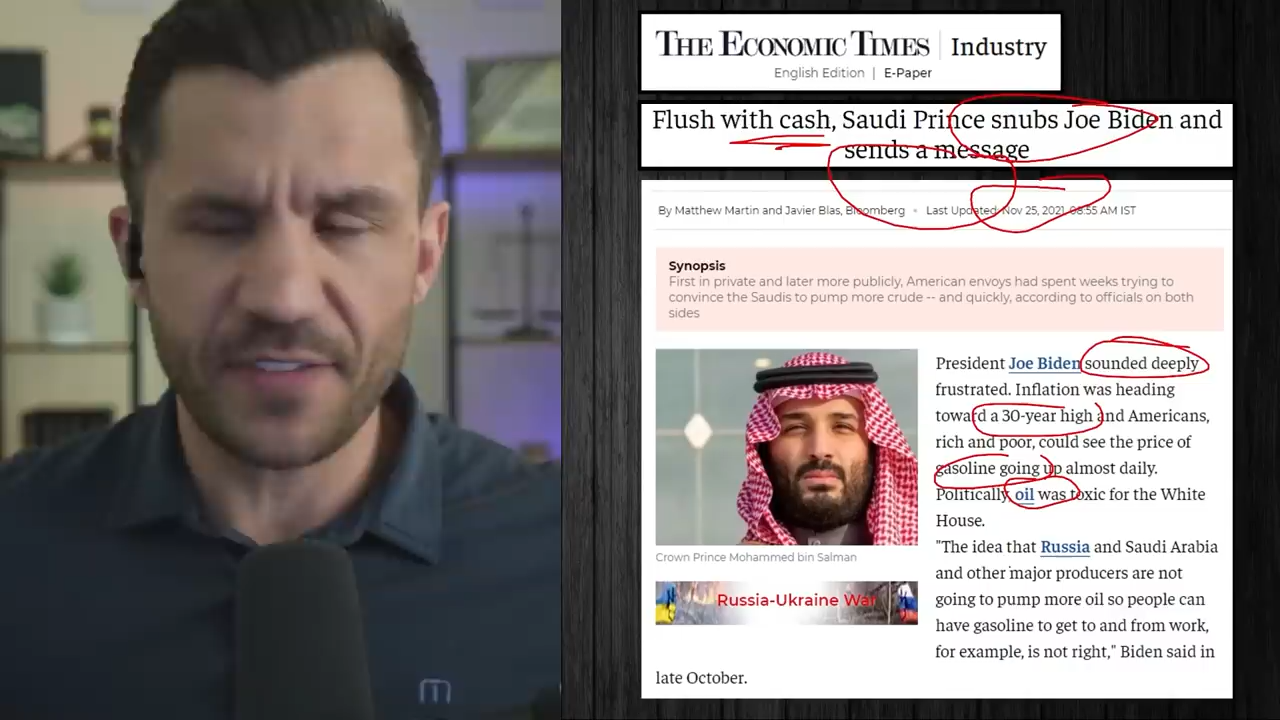 THE ECONOMIC TIMES | Industry
English Edition | E-Paper
Flush with cash, Saudi Prince snubs Joe Biden and
sends a message
By Matthew Martin and Javier Blas, Bloomberg • Last Updated: Nov 25, 2021, 08:55 AM IST
Synopsis
First in private and later more publicly, American envoys had spent weeks trying to
convince the Saudis to pump more crude -- and quickly, according to officials on both
sides
President Joe Biden sounded deeply
frustrated. Inflation was heading
toward a 30-year high and Americans,
rich and poor, could see the price of
gasoline going up almost daily.
Politically, oil was toxic for the White
House.
"The idea that Russia and Saudi Arabia
and other major producers are not
going to pump more oil so people can
have gasoline to get to and from work,
for example, is not right," Biden said in
late October.
Crown Prince Mohammed bin Salman
Russia-Ukraine War